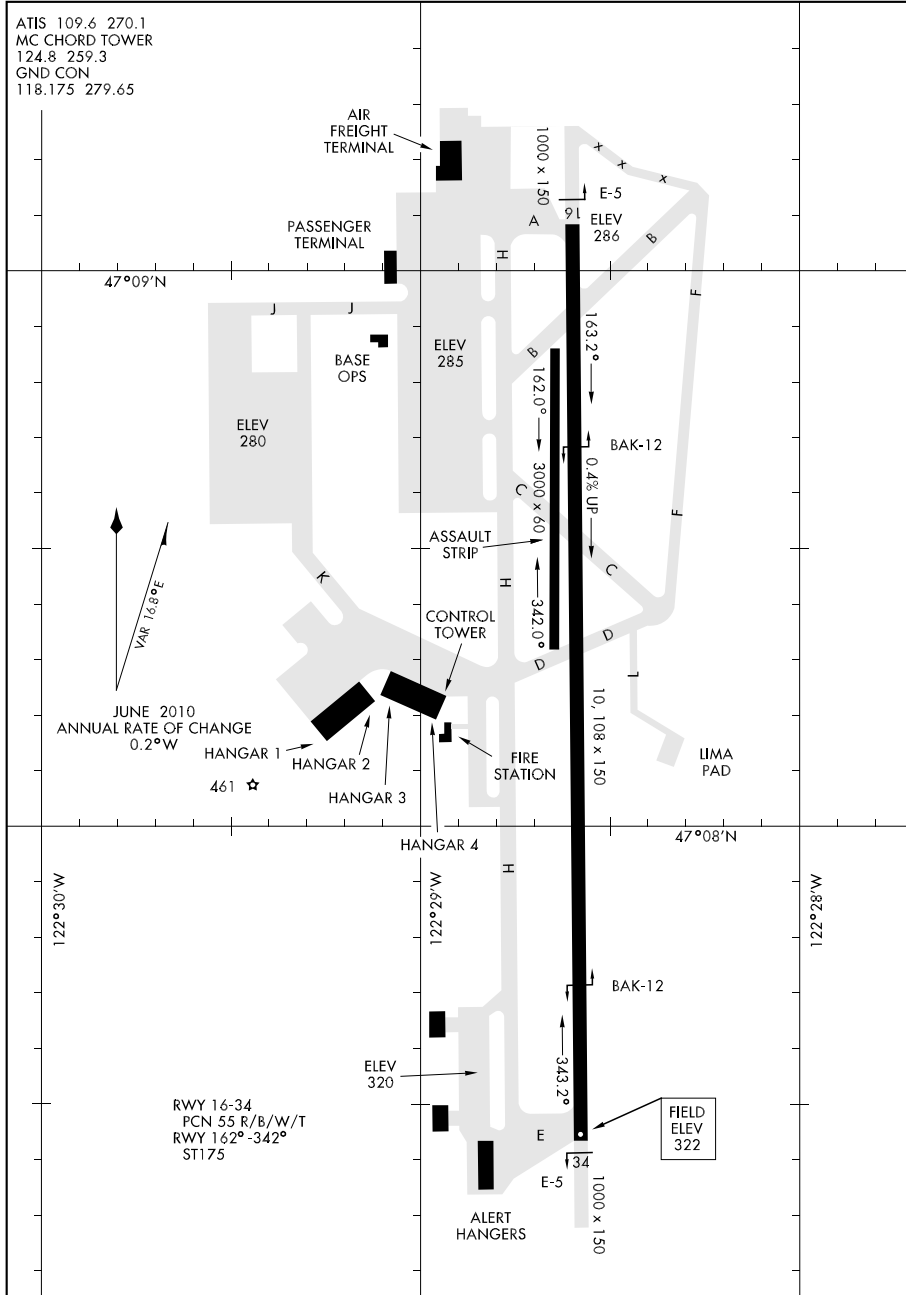 ATIS 109.6 270.1
MC CHORD TOWER
124.8 259.3
GND CON
118.175 279.65
AIR
FREIGHT
TERMINAL
1000 x 150
x
x
x
E-5
16
ELEV
286
A
B
PASSENGER
TERMINAL
H
47°09'N
F
J
J
163.2°
BASE
OPS
ELEV
285
B
162.0°
ELEV
280
BAK-12
0.4% UP
3000 x 60
C
F
ASSAULT
STRIP
C
K
H
342.0°
VAR 16.8°E
CONTROL
TOWER
D
D
L
JUNE 2010
ANNUAL RATE OF CHANGE
0.2°W
10, 108 x 150
HANGAR 1
HANGAR 2
FIRE
STATION
LIMA
PAD
461
HANGAR 3
47°08'N
HANGAR 4
H
122°30'W
122°29'W
122°28'W
BAK-12
ELEV
320
343.2°
RWY 16-34
PCN 55 R/B/W/T
RWY 162°-342°
ST175
FIELD
ELEV
322
E
34
E-5
1000 x 150
ALERT
HANGERS